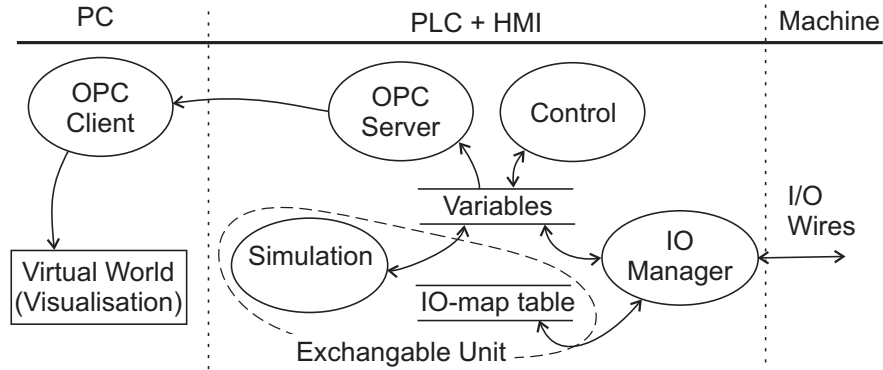 PC
PLC + HMI
Machine
OPC
Client
OPC
Server
Control
Variables
I/O
Wires
Simulation
IO
Manager
Virtual World
(Visualisation)
IO-map table
Exchangable Unit